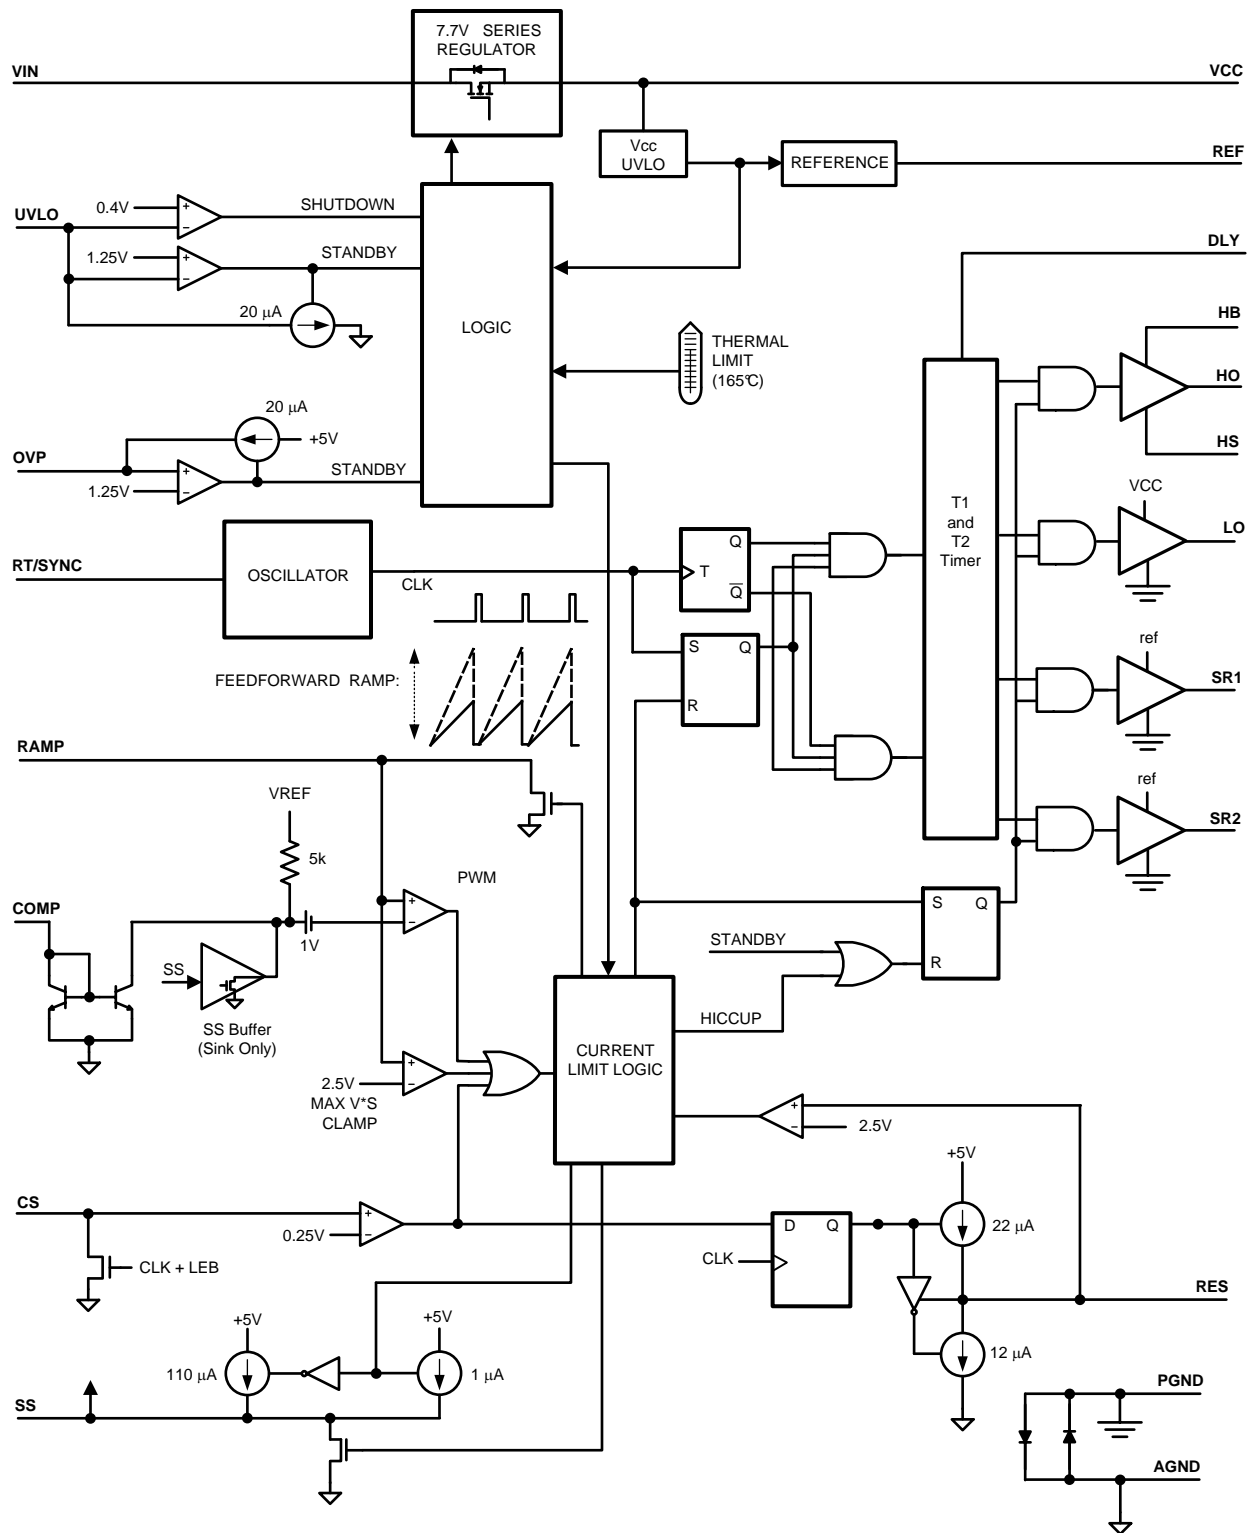 7.7V SERIES
REGULATOR
VIN
VCC
Vcc
UVLO
REFERENCE
REF
UVLO
0.4V
+
−
SHUTDOWN
1.25V
+
−
STANDBY
20 μA
LOGIC
THERMAL
LIMIT
(165°C)
DLY
HB
HO
HS
20 μA
+5V
OVP
+
−
1.25V
STANDBY
T1
and
T2
Timer
VCC
LO
RT/SYNC
OSCILLATOR
CLK
T
Q
Q
S
Q
R
FEEDFORWARD RAMP:
ref
SR1
RAMP
VREF
5k
ref
SR2
PWM
COMP
+
−
1V
SS
SS Buffer
(Sink Only)
S
Q
R
STANDBY
HICCUP
CURRENT
LIMIT LOGIC
+
−
2.5V
MAX V*S
CLAMP
+
−
2.5V
+5V
CS
+
−
0.25V
D
Q
22 μA
CLK
CLK + LEB
RES
+5V
+5V
110 μA
1 μA
12 μA
SS
PGND
AGND